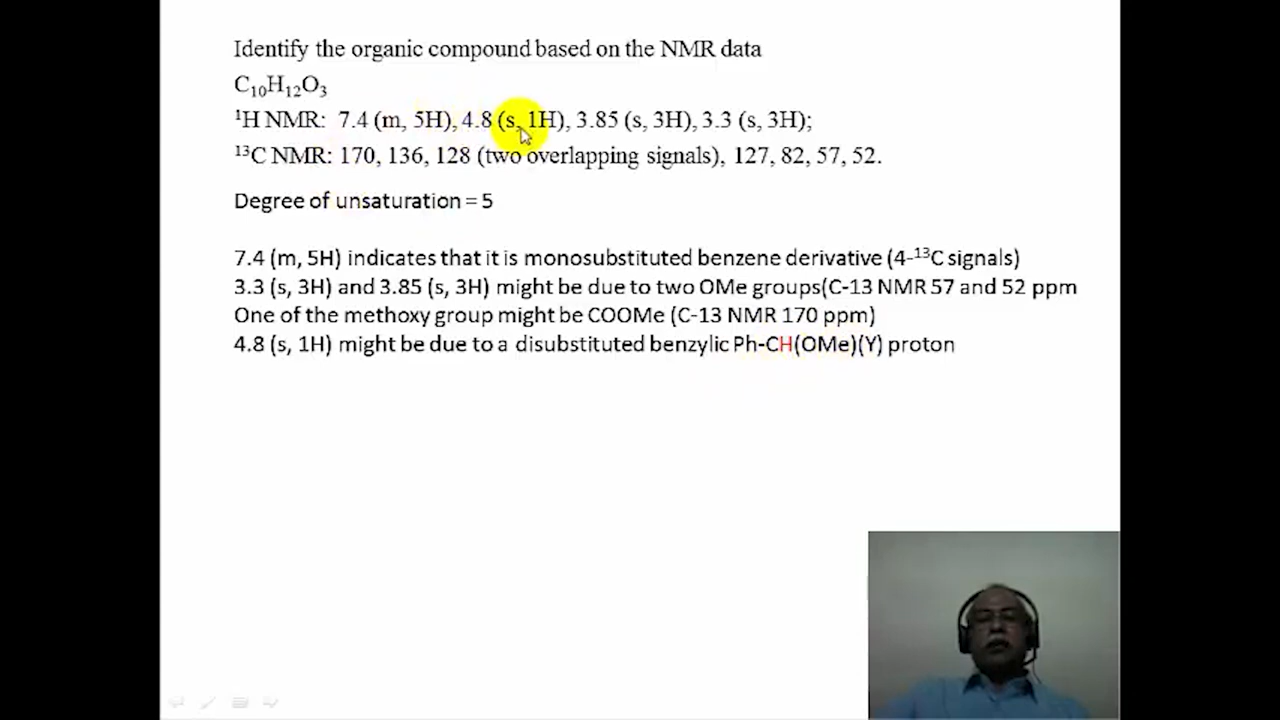 Identify the organic compound based on the NMR data
C₁₀H₁₂O₃
¹H NMR: 7.4 (m, 5H), 4.8 (s, 1H), 3.85 (s, 3H), 3.3 (s, 3H);
¹³C NMR: 170, 136, 128 (two overlapping signals), 127, 82, 57, 52.
Degree of unsaturation = 5
7.4 (m, 5H) indicates that it is monosubstituted benzene derivative (4-¹³C signals)
3.3 (s, 3H) and 3.85 (s, 3H) might be due to two OMe groups(C-13 NMR 57 and 52 ppm
One of the methoxy group might be COOMe (C-13 NMR 170 ppm)
4.8 (s, 1H) might be due to a disubstituted benzylic Ph-CH(OMe)(Y) proton